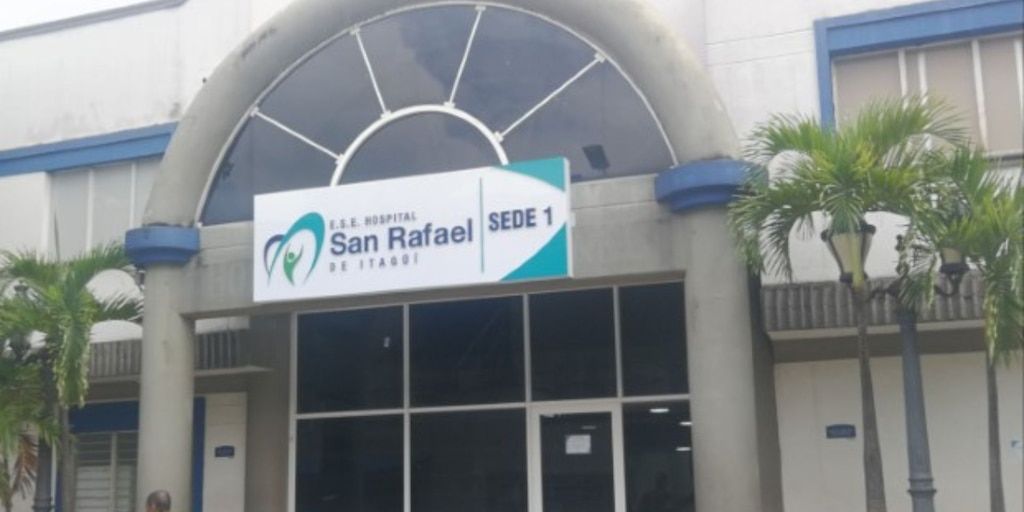 E.S.E. HOSPITAL
San Rafael
DE ITAGÜÍ
SEDE 1